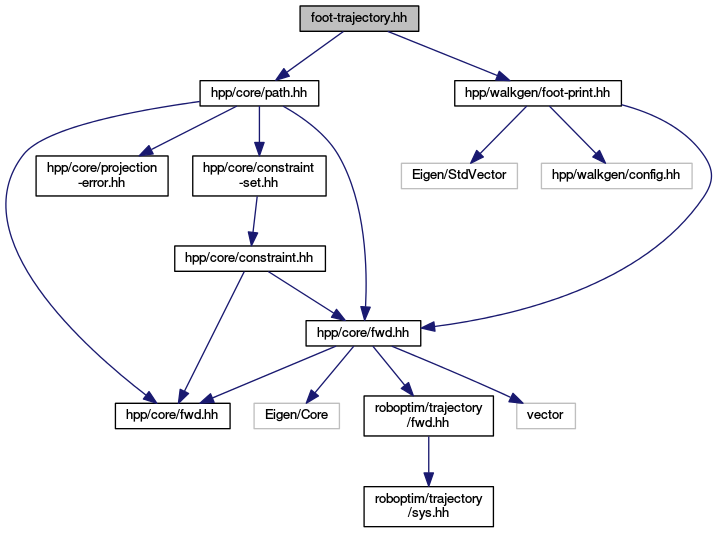 foot-trajectory.hh
hpp/core/path.hh
hpp/walkgen/foot-print.hh
hpp/core/projection
-error.hh
hpp/core/constraint
-set.hh
Eigen/StdVector
hpp/walkgen/config.hh
hpp/core/constraint.hh
hpp/core/fwd.hh
hpp/core/fwd.hh
Eigen/Core
roboptim/trajectory
/fwd.hh
vector
roboptim/trajectory
/sys.hh